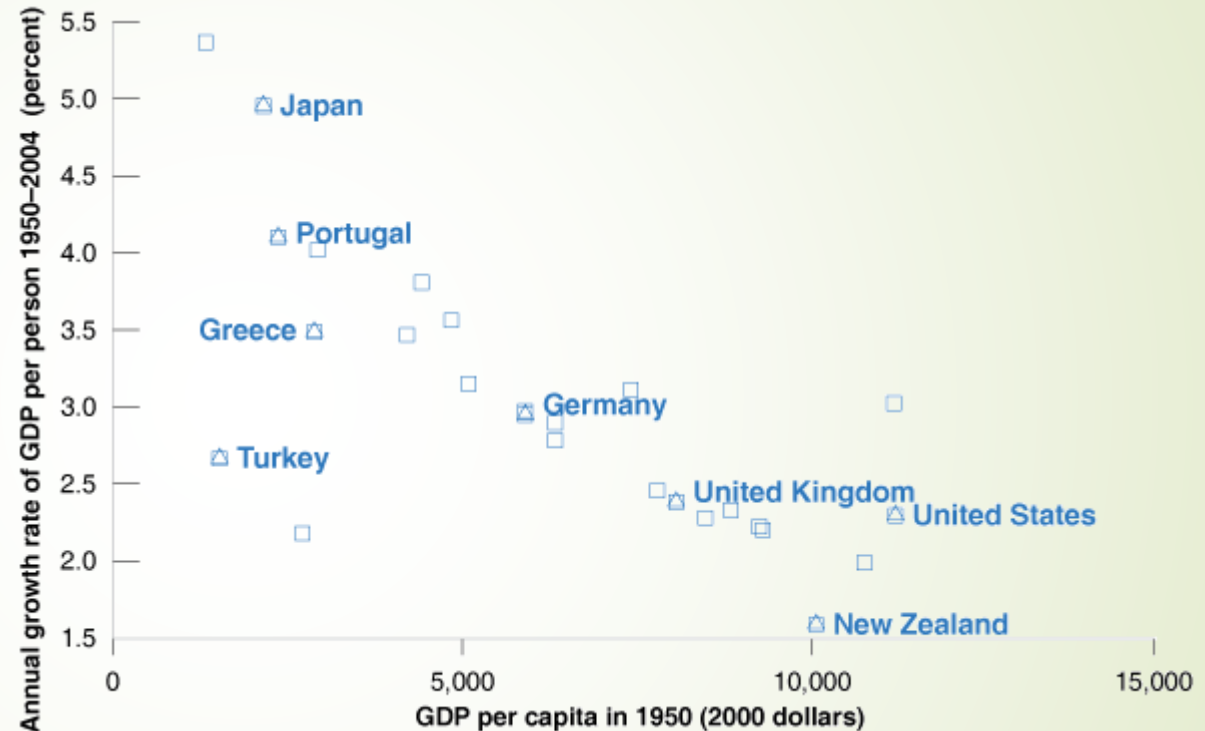 Annual growth rate of GDP per person 1950–2004 (percent)
5.5
5.0
4.5
4.0
3.5
3.0
2.5
2.0
1.5
Japan
Portugal
Greece
Germany
Turkey
United Kingdom
United States
New Zealand
0
5,000
10,000
15,000
GDP per capita in 1950 (2000 dollars)